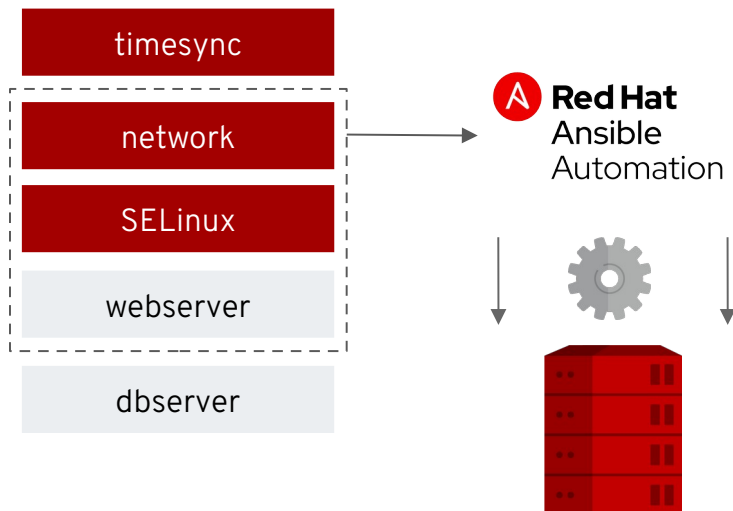 timesync
network
SELinux
webserver
dbserver
Red Hat
Ansible
Automation